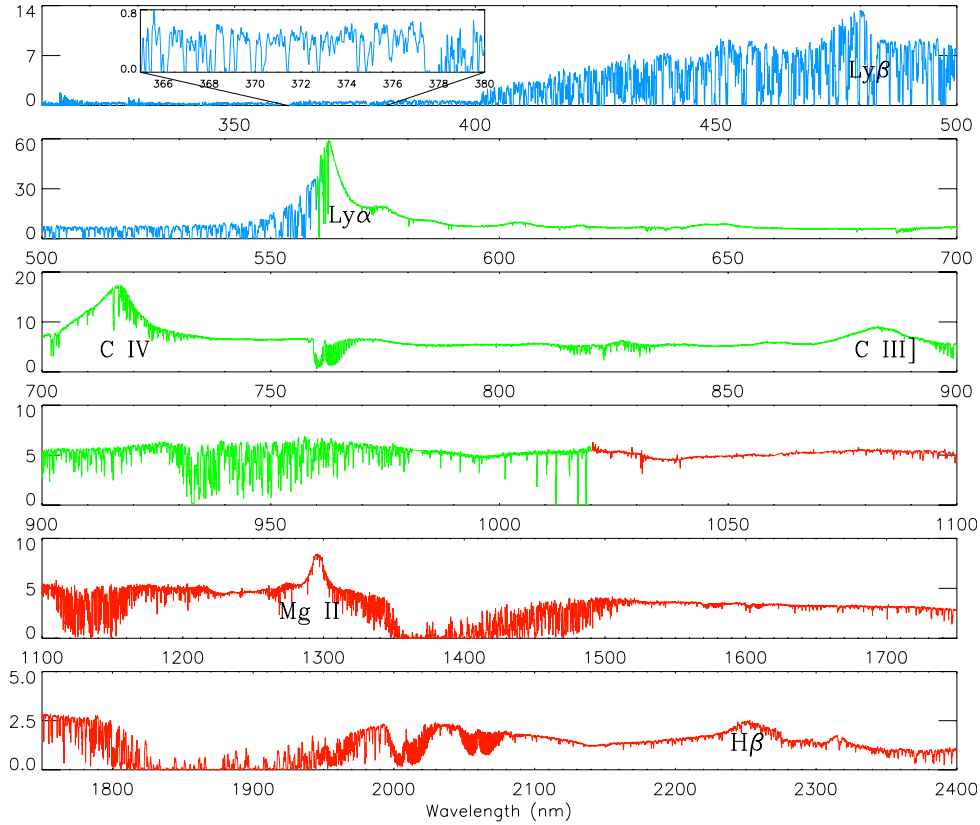 14
7
0
0.8
0.0
366 368 370 372 374 376 378 380
Lyβ
350 400 450 500
60
30
0
Lyα
500 550 600 650 700
20
10
0
C IV
C III]
700 750 800 850 900
10
5
0
900 950 1000 1050 1100
10
5
0
Mg II
1100 1200 1300 1400 1500 1600 1700
5.0
2.5
0.0
Hβ
1800 1900 2000 2100 2200 2300 2400
Wavelength (nm)